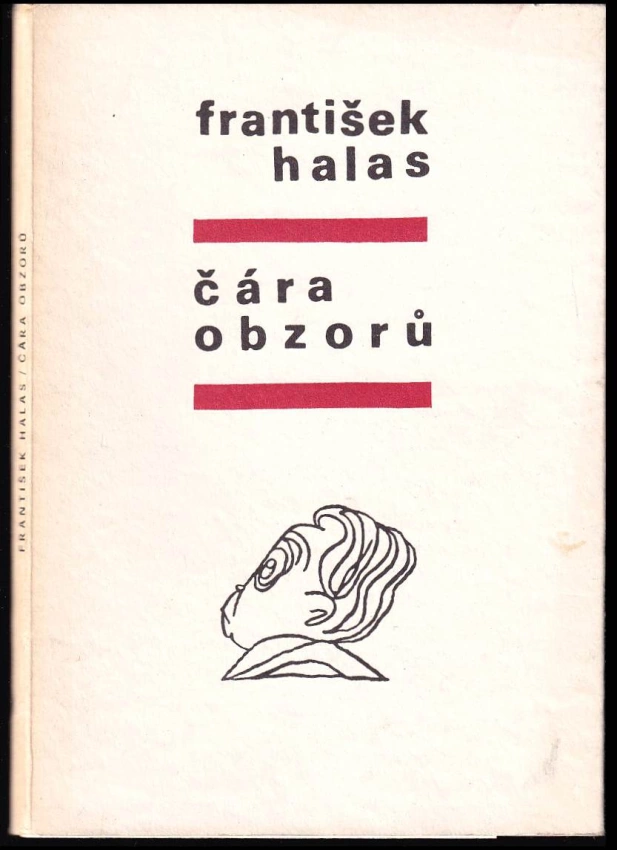 františek
halas
čára
obzorů
FRANTIŠEK HALAS / ČÁRA OBZORŮ